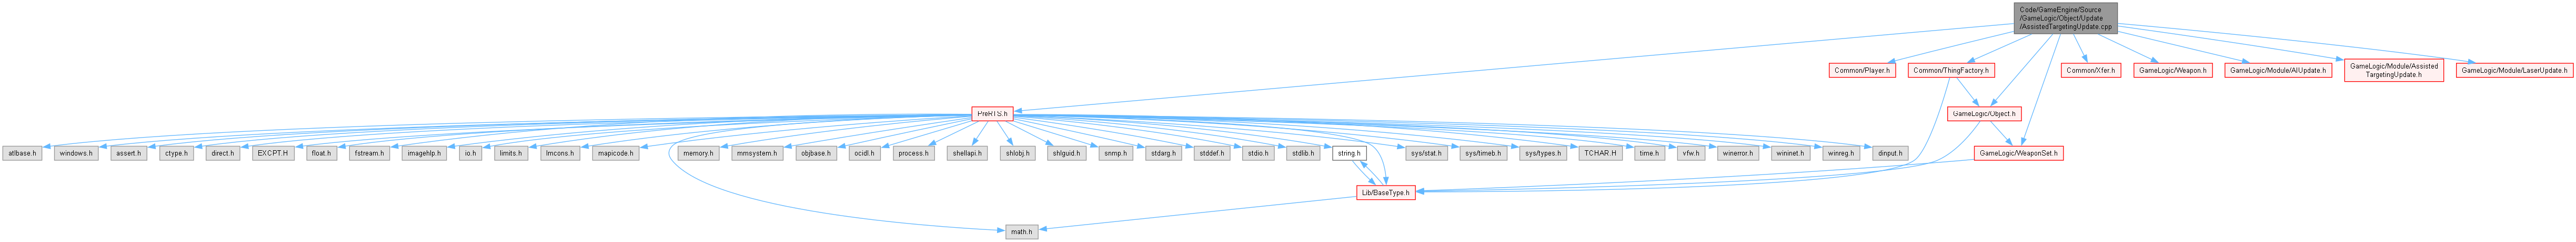 Code/GameEngine/Source
/GameLogic/Object/Update
/AssistedTargetingUpdate.cpp
Common/Player.h
Common/ThingFactory.h
Common/Xfer.h
GameLogic/Weapon.h
GameLogic/Module/AIUpdate.h
GameLogic/Module/Assisted
TargetingUpdate.h
GameLogic/Module/LaserUpdate.h
PreRTS.h
GameLogic/Object.h
atlbase.h
windows.h
assert.h
ctype.h
direct.h
EXCPT.H
float.h
fstream.h
imagehlp.h
io.h
limits.h
lmcons.h
mapicode.h
memory.h
mmsystem.h
objbase.h
ocidl.h
process.h
shellapi.h
shlobj.h
shlguid.h
snmp.h
stdarg.h
stddef.h
stdio.h
stdlib.h
string.h
sys/stat.h
sys/timeb.h
sys/types.h
TCHAR.H
time.h
vfw.h
winerror.h
wininet.h
winreg.h
dinput.h
GameLogic/WeaponSet.h
Lib/BaseType.h
math.h